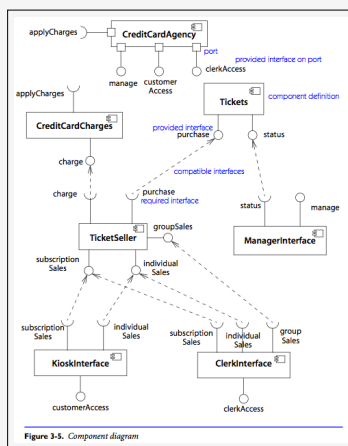 applyCharges
CreditCardAgency
port
provided interface on port
manage
customer
Access
clerkAccess
applyCharges
Tickets
component definition
CreditCardCharges
provided interface
purchase
status
charge
compatible interfaces
charge
purchase
required interface
status
manage
groupSales
TicketSeller
ManagerInterface
subscription
Sales
individual
Sales
subscription
Sales
individual
Sales
subscription
Sales
individual
Sales
group
Sales
KioskInterface
ClerkInterface
customerAccess
clerkAccess
Figure 3-5. Component diagram